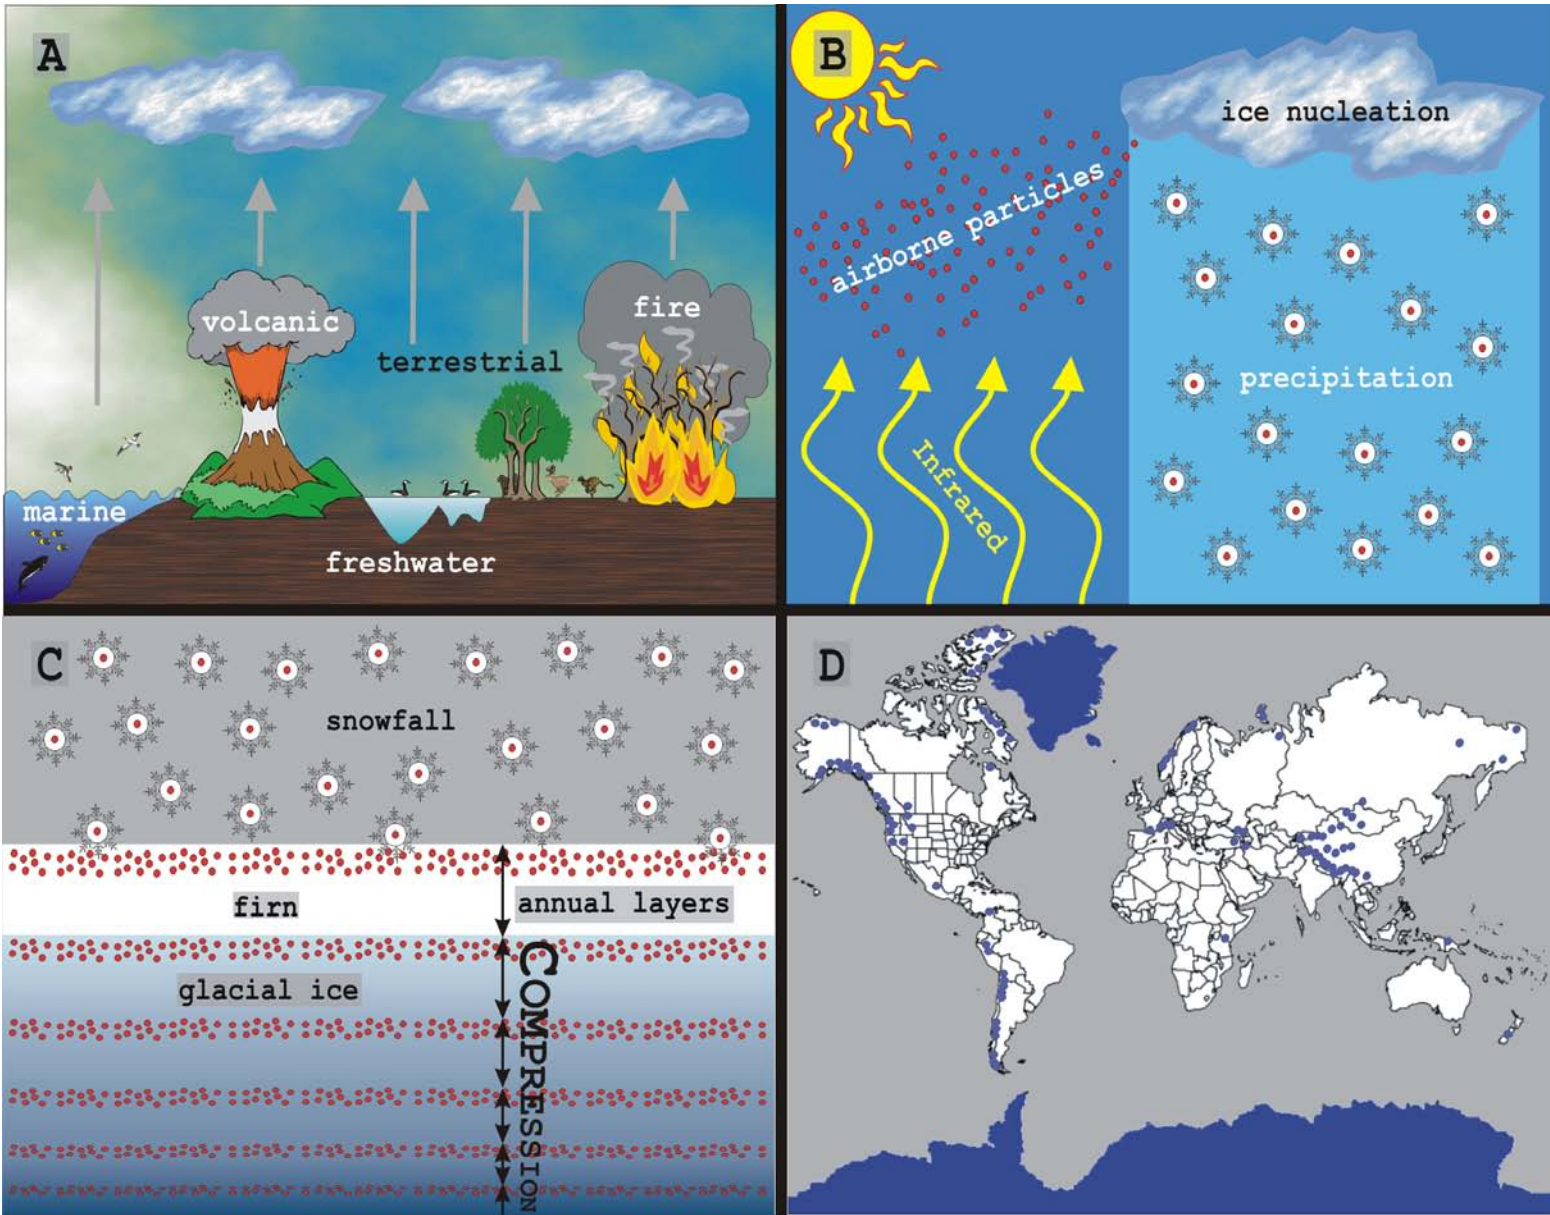 A
volcanic
fire
terrestrial
marine
freshwater
B
ice nucleation
airborne particles
precipitation
Infrared
C
snowfall
firn
annual layers
glacial ice
COMPRESSION
D